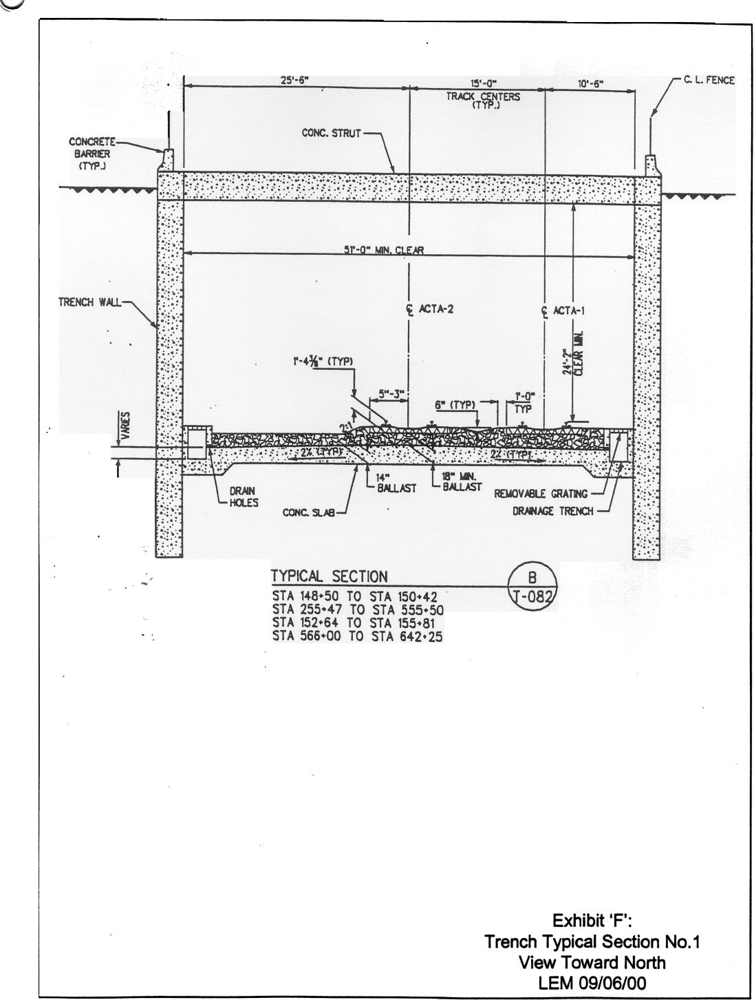 25'-6"
15'-0"
10'-6"
C. L. FENCE
TRACK CENTERS
(TYP.)
CONC. STRUT
CONCRETE
BARRIER
(TYP.)
51'-0" MIN. CLEAR
TRENCH WALL
℄ ACTA-2
℄ ACTA-1
24'-2"
CLEAR MIN.
1'-4⅜" (TYP)
5"-3"
6" (TYP)
1'-0"
TYP
VARIES
2:1
2% (TYP)
2% (TYP).
14"
BALLAST
18" MIN.
BALLAST
DRAIN
HOLES
CONC. SLAB
REMOVABLE GRATING
DRAINAGE TRENCH
TYPICAL SECTION
B
T-082
STA 148+50 TO STA 150+42
STA 255+47 TO STA 555+50
STA 152+64 TO STA 155+81
STA 566+00 TO STA 642+25
Exhibit ‘F’:
Trench Typical Section No.1
View Toward North
LEM 09/06/00